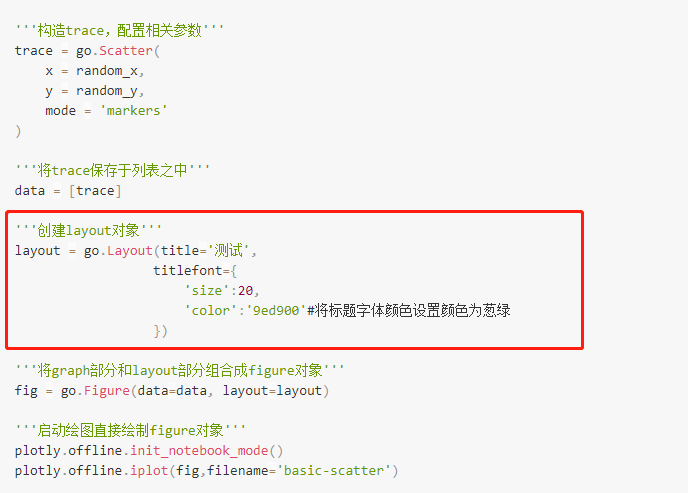 '''构造trace，配置相关参数'''
trace = go.Scatter(
    x = random_x,
    y = random_y,
    mode = 'markers'
)
'''将trace保存于列表之中'''
data = [trace]
'''创建layout对象'''
layout = go.Layout(title='测试',
                  titlefont={
                      'size':20,
                      'color':'9ed900'#将标题字体颜色设置颜色为葱绿
                  })
'''将graph部分和layout部分组合成figure对象'''
fig = go.Figure(data=data, layout=layout)
'''启动绘图直接绘制figure对象'''
plotly.offline.init_notebook_mode()
plotly.offline.iplot(fig,filename='basic-scatter')